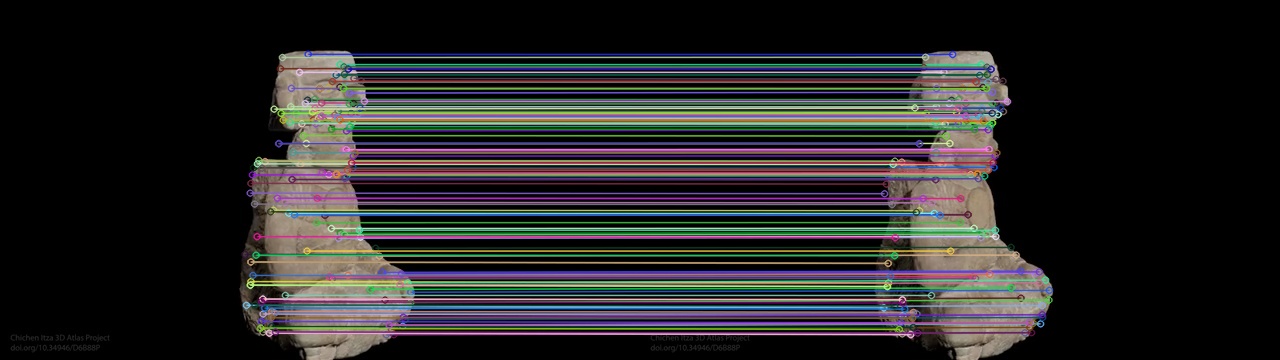 Chichen Itza 3D Atlas Project
doi.org/10.34946/D6B88P
Chichen Itza 3D Atlas Project
doi.org/10.34946/D6B88P